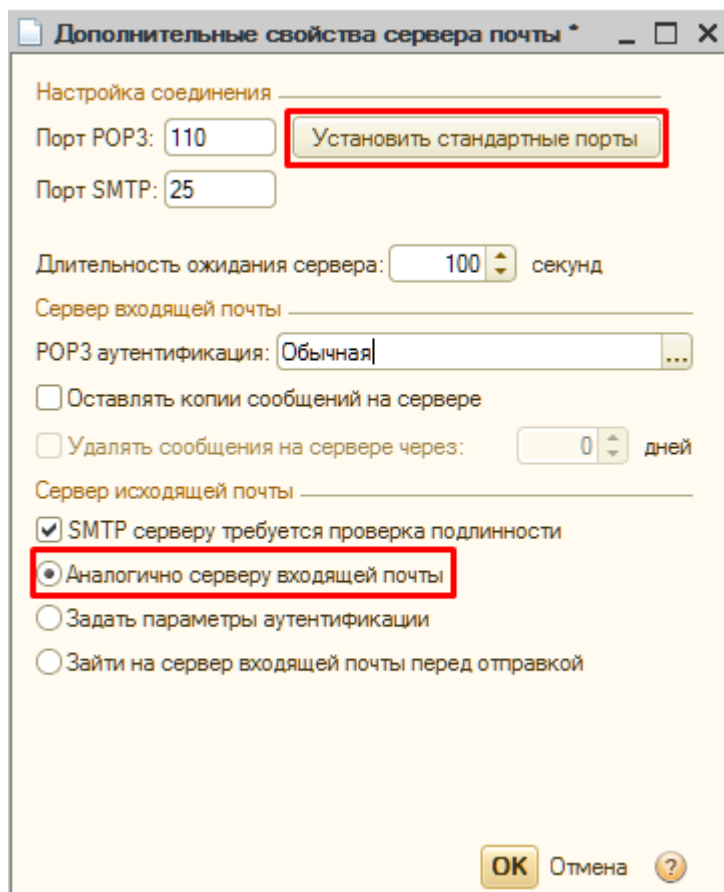 Дополнительные свойства сервера почты *
Настройка соединения
Порт POP3: 110 Установить стандартные порты
Порт SMTP: 25
Длительность ожидания сервера: 100 секунд
Сервер входящей почты
POP3 аутентификация: Обычная ...
Оставлять копии сообщений на сервере
Удалять сообщения на сервере через: 0 дней
Сервер исходящей почты
SMTP серверу требуется проверка подлинности
Аналогично серверу входящей почты
Задать параметры аутентификации
Зайти на сервер входящей почты перед отправкой
OK Отмена ?